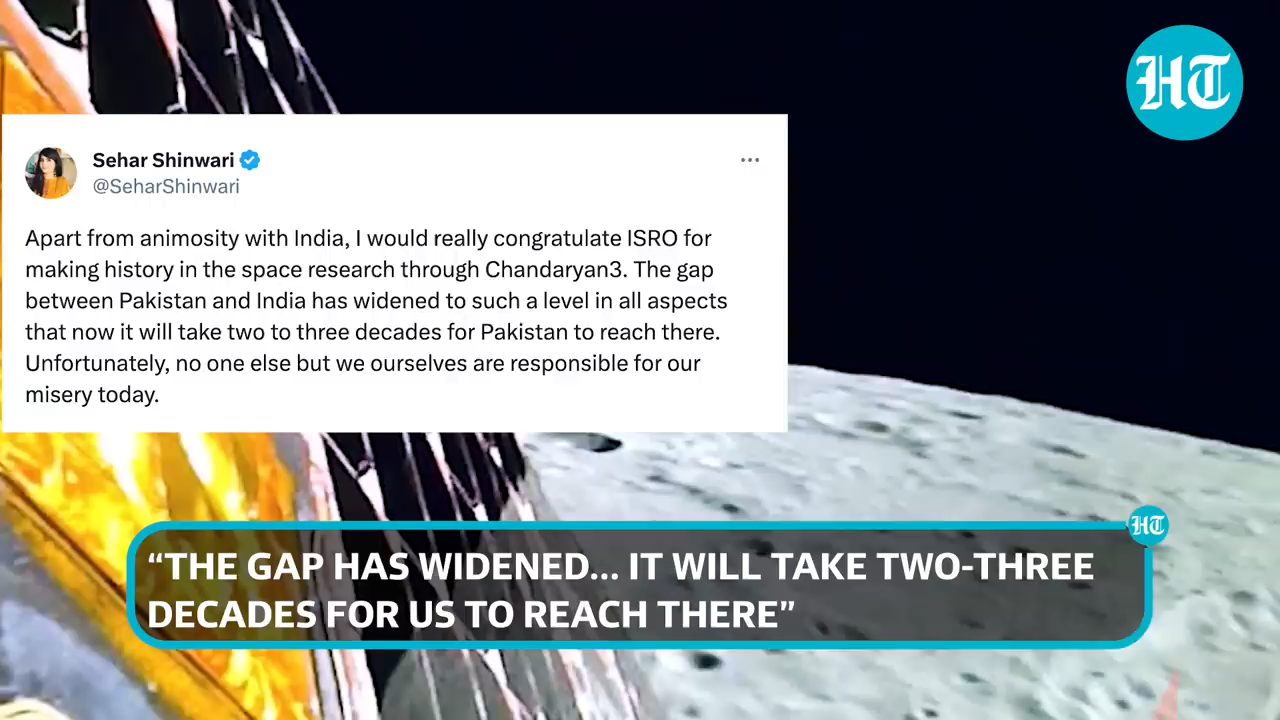 HT
Sehar Shinwari
@SeharShinwari
Apart from animosity with India, I would really congratulate ISRO for
making history in the space research through Chandaryan3. The gap
between Pakistan and India has widened to such a level in all aspects
that now it will take two to three decades for Pakistan to reach there.
Unfortunately, no one else but we ourselves are responsible for our
misery today.
HT
“THE GAP HAS WIDENED... IT WILL TAKE TWO-THREE
DECADES FOR US TO REACH THERE”